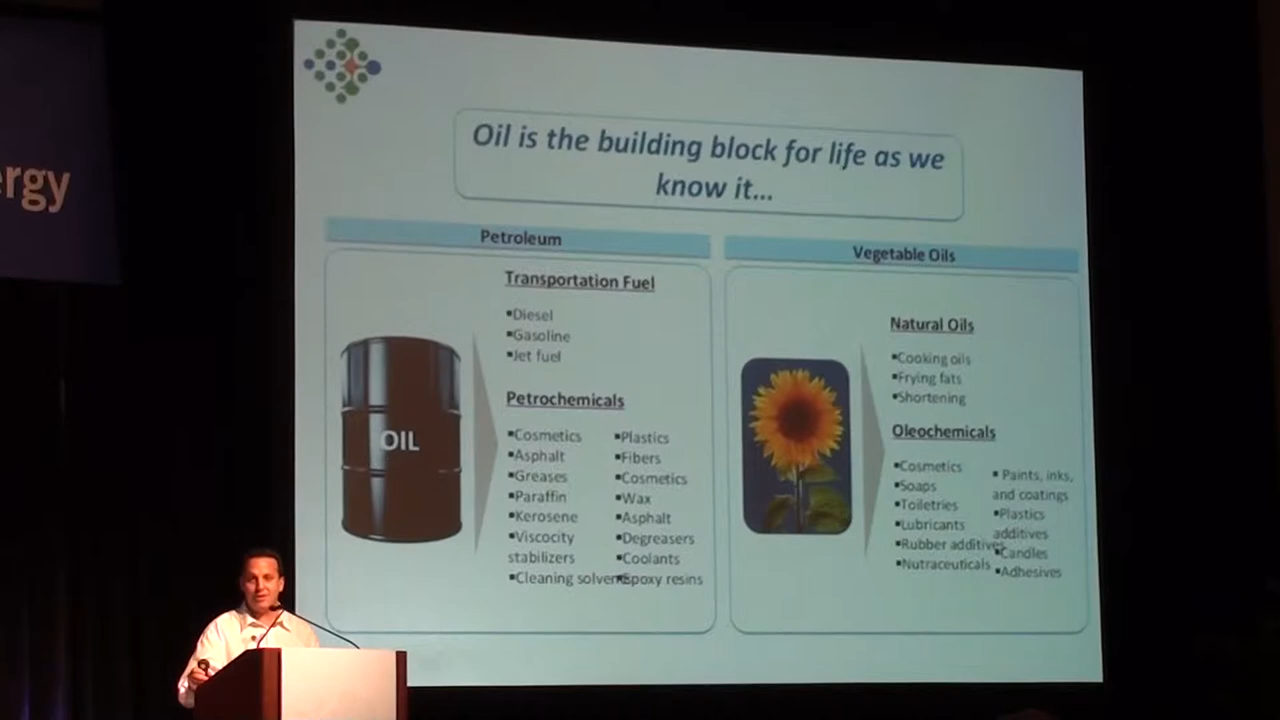 ergy
Oil is the building block for life as we
know it...
Petroleum
Transportation Fuel
▪Diesel
▪Gasoline
▪Jet fuel
Petrochemicals
▪Cosmetics
▪Asphalt
▪Greases
▪Paraffin
▪Kerosene
▪Viscocity
stabilizers
▪Cleaning solven
▪Plastics
▪Fibers
▪Cosmetics
▪Wax
▪Asphalt
▪Degreasers
▪Coolants
▪Epoxy resins
OIL
Vegetable Oils
Natural Oils
▪Cooking oils
▪Frying fats
▪Shortening
Oleochemicals
▪Cosmetics
▪Soaps
▪Toiletries
▪Lubricants
▪Rubber additives
▪Nutraceuticals
▪ Paints, inks,
and coatings
▪Plastics
additives
▪Candles
▪Adhesives